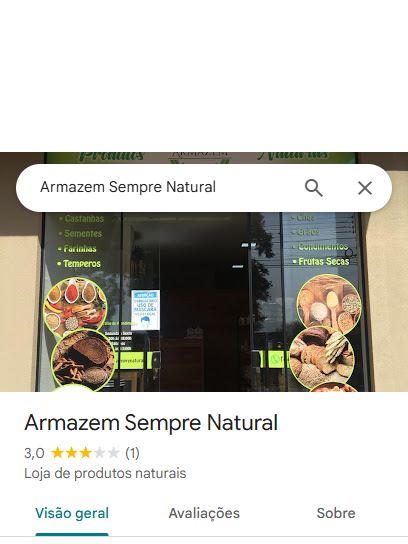 Produtos ARMAZEM Naturais
Armazem Sempre Natural
• Castanhas
• Sementes
• Farinhas
• Temperos
• Chás
• Grãos
• Condimentos
• Frutas Secas
USO DE
MÁSCARA
Armazem Sempre Natural
3,0 (1)
Loja de produtos naturais
Visão geral Avaliações Sobre